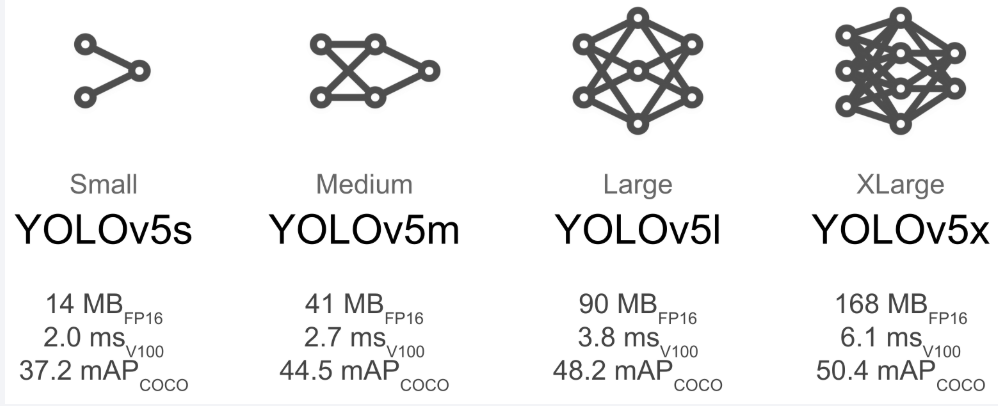 Small
YOLOv5s
14 MB FP16
2.0 ms V100
37.2 mAP COCO
Medium
YOLOv5m
41 MB FP16
2.7 ms V100
44.5 mAP COCO
Large
YOLOv5l
90 MB FP16
3.8 ms V100
48.2 mAP COCO
XLarge
YOLOv5x
168 MB FP16
6.1 ms V100
50.4 mAP COCO